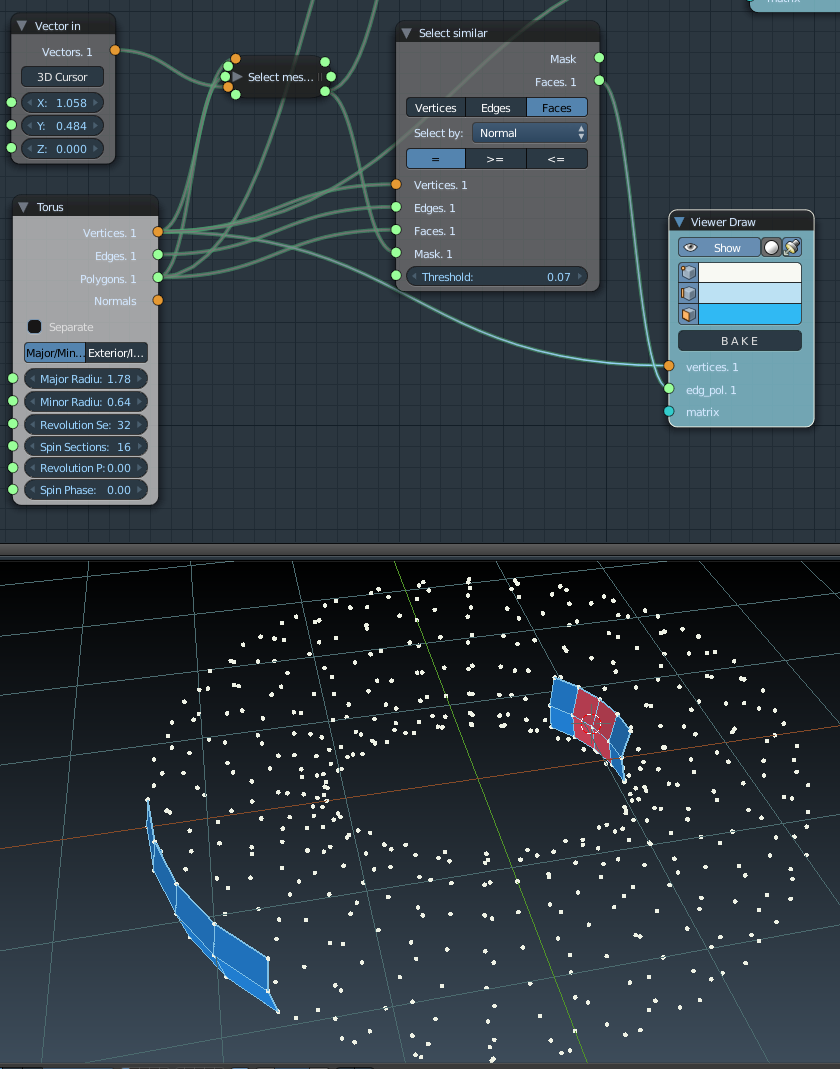 matrix
Vector in
Vectors. 1
3D Cursor
X: 1.058
Y: 0.484
Z: 0.000
Select mes...
Select similar
Mask
Faces. 1
Vertices Edges Faces
Select by: Normal
= >= <=
Vertices. 1
Edges. 1
Faces. 1
Mask. 1
Threshold: 0.07
Torus
Vertices. 1
Edges. 1
Polygons. 1
Normals
Separate
Major/Min... Exterior/I...
Major Radiu: 1.78
Minor Radiu: 0.64
Revolution Se: 32
Spin Sections: 16
Revolution P: 0.00
Spin Phase: 0.00
Viewer Draw
Show
BAKE
vertices. 1
edg_pol. 1
matrix